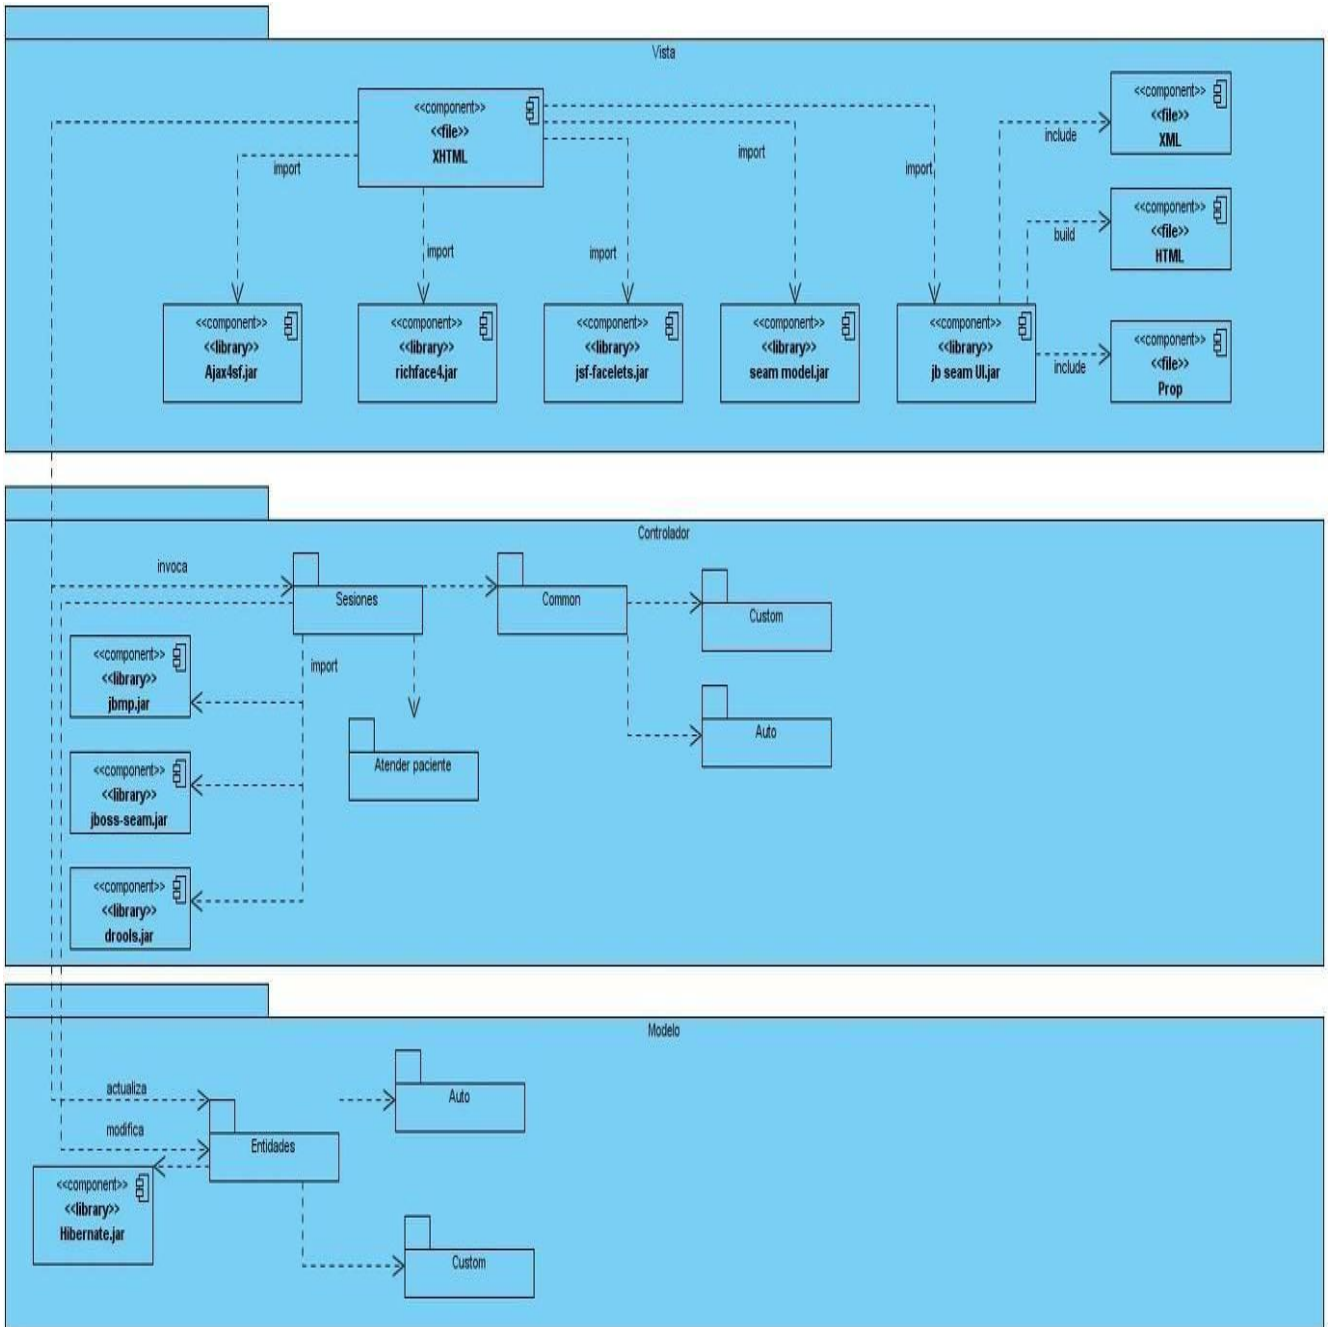 Vista
<<component>>
<<file>>
XHTML
<<component>>
<<file>>
XML
include
import
import
import
import
import
<<component>>
<<file>>
HTML
build
<<component>>
<<library>>
Ajax4sf.jar
<<component>>
<<library>>
richface4.jar
<<component>>
<<library>>
jsf-facelets.jar
<<component>>
<<library>>
seam model.jar
<<component>>
<<library>>
jb seam UI.jar
include
<<component>>
<<file>>
Prop
Controlador
invoca
Sesiones
Common
Custom
import
<<component>>
<<library>>
jbmp.jar
Auto
Atender paciente
<<component>>
<<library>>
jboss-seam.jar
<<component>>
<<library>>
drools.jar
Modelo
actualiza
Auto
modifica
Entidades
<<component>>
<<library>>
Hibernate.jar
Custom